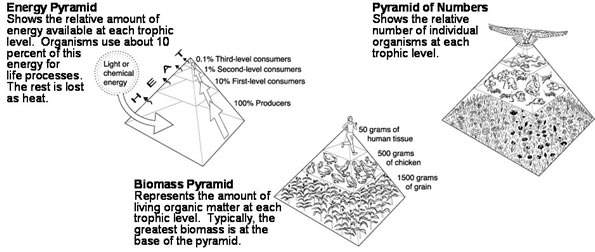 Energy Pyramid
Shows the relative amount of
energy available at each trophic
level. Organisms use about 10
percent of this
energy for
life processes.
The rest is lost
as heat.
Light or
chemical
energy
H E A T
0.1% Third-level consumers
1% Second-level consumers
10% First-level consumers
100% Producers
Biomass Pyramid
Represents the amount of
living organic matter at each
trophic level. Typically, the
greatest biomass is at the
base of the pyramid.
50 grams of
human tissue
500 grams
of chicken
1500 grams
of grain
Pyramid of Numbers
Shows the relative
number of individual
organisms at each
trophic level.